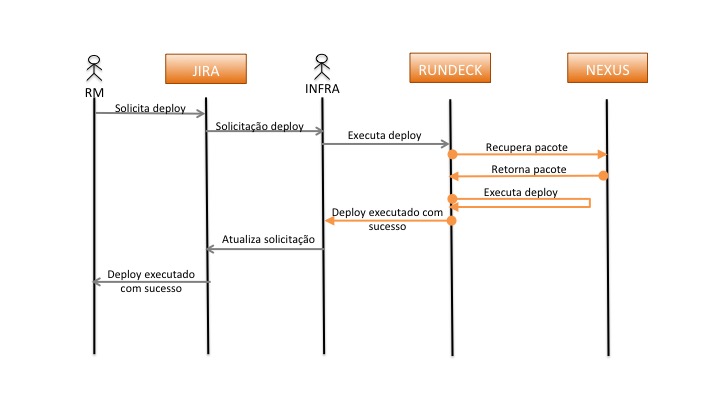 JIRA
RUNDECK
NEXUS
RM
INFRA
Solicita deploy
Solicitação deploy
Executa deploy
Recupera pacote
Retorna pacote
Executa deploy
Deploy executado com
sucesso
Atualiza solicitação
Deploy executado
com sucesso